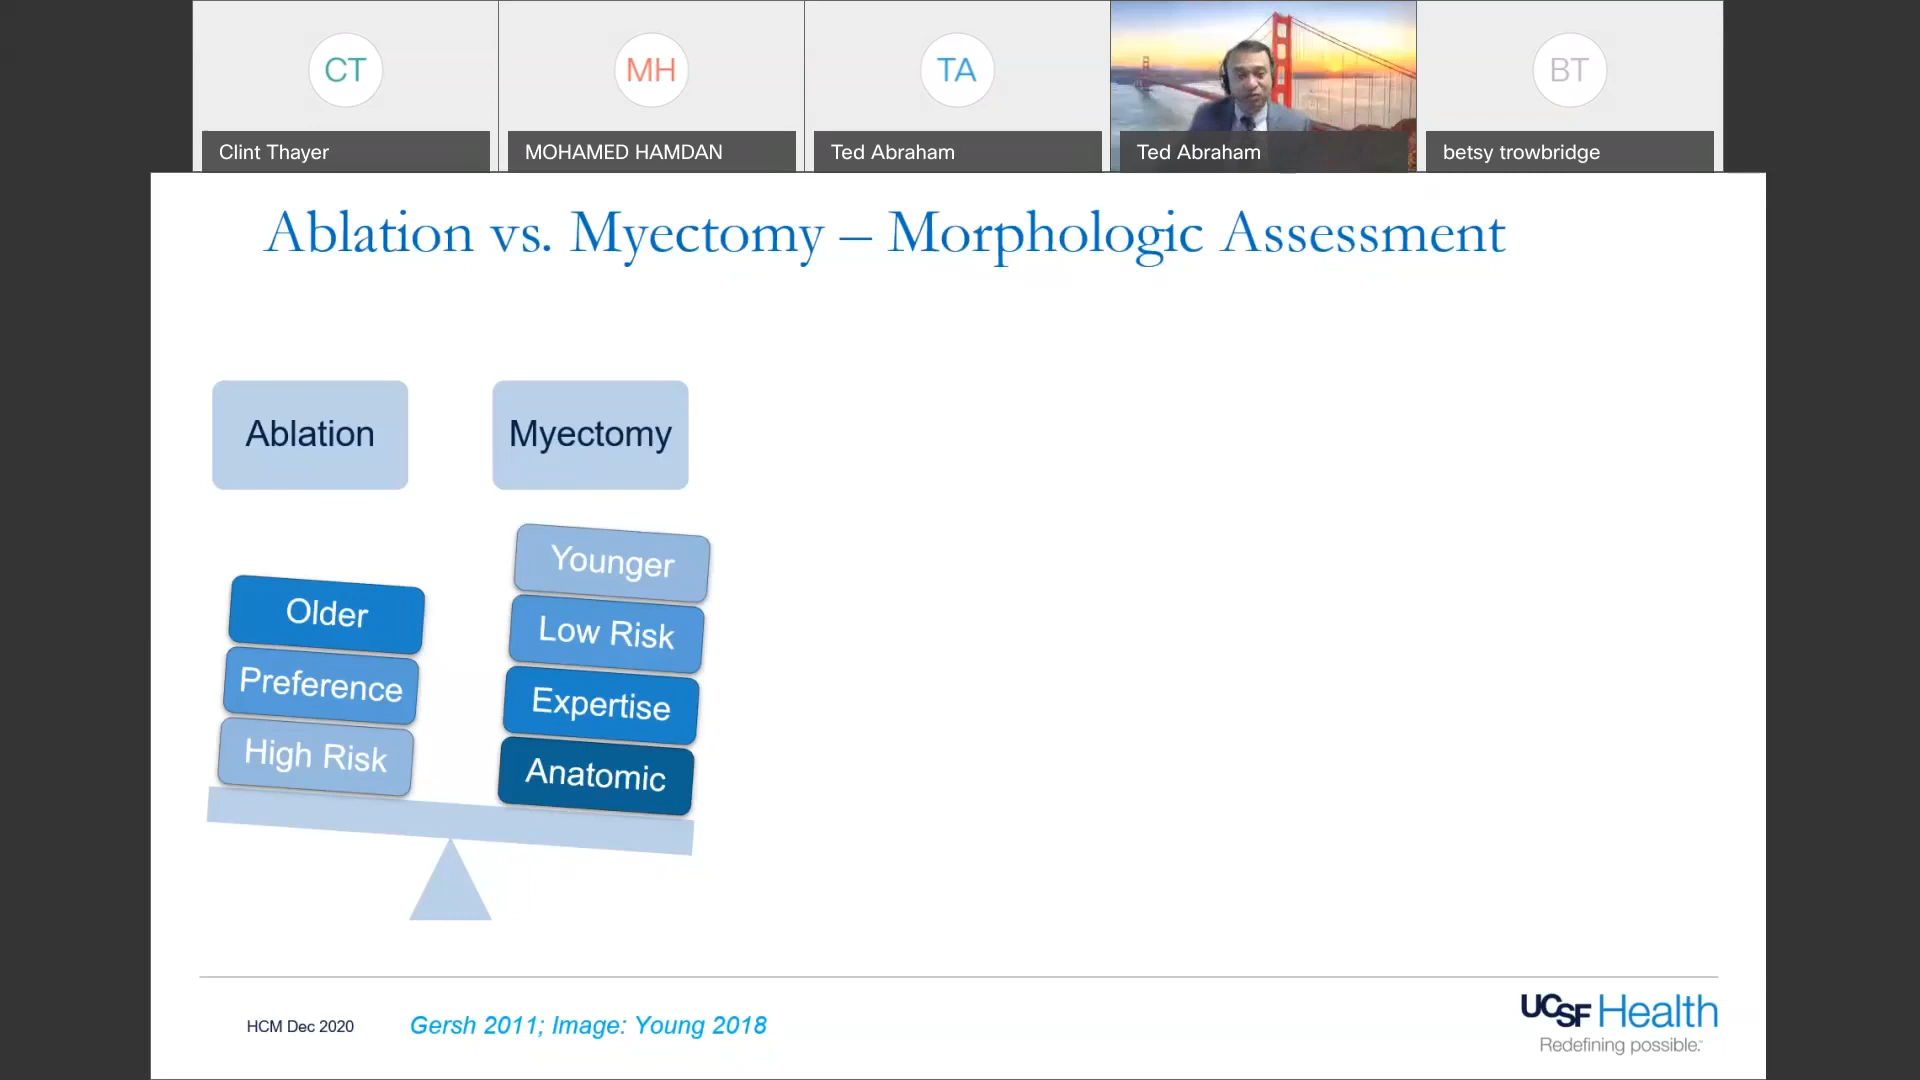 CT
MH
TA
BT
Clint Thayer
MOHAMED HAMDAN
Ted Abraham
Ted Abraham
betsy trowbridge
Ablation vs. Myectomy – Morphologic Assessment
Ablation
Myectomy
Older
Preference
High Risk
Younger
Low Risk
Expertise
Anatomic
HCM Dec 2020
Gersh 2011; Image: Young 2018
UCSF Health
Redefining possible.